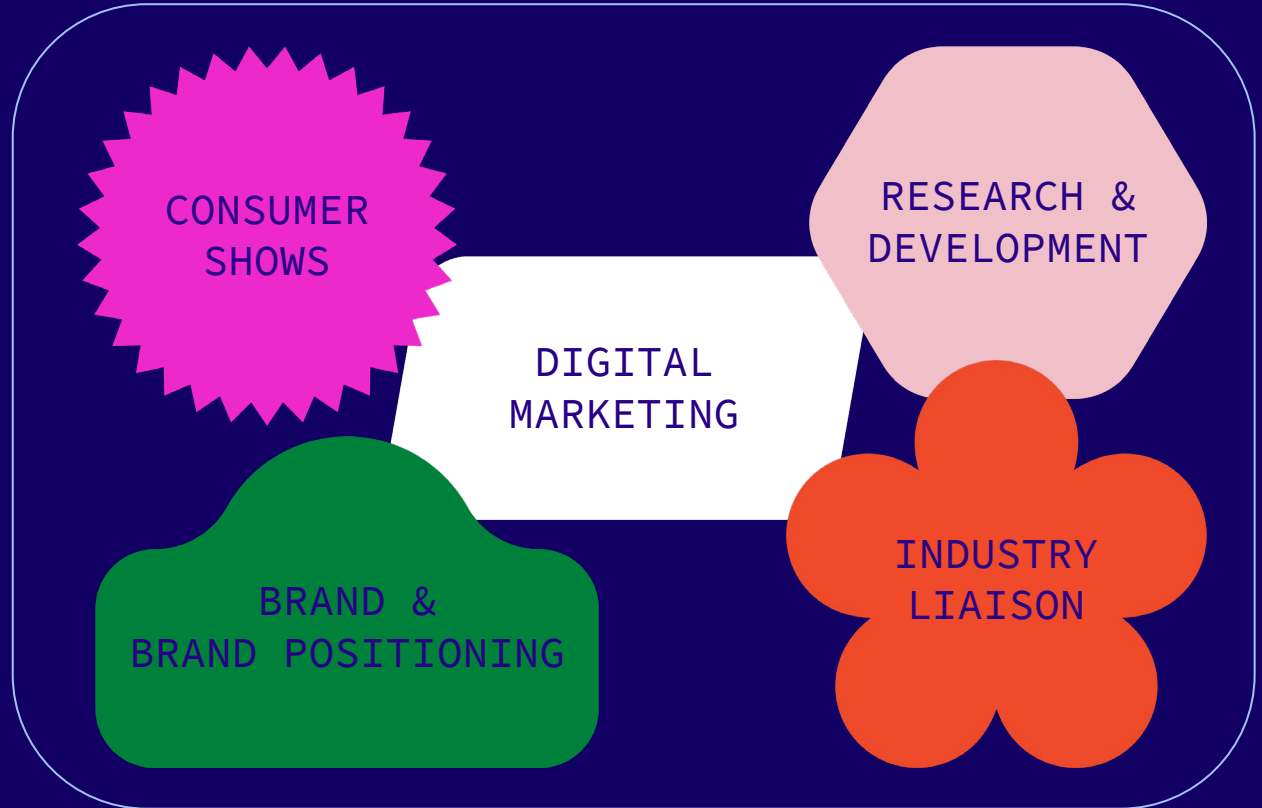 CONSUMER
SHOWS
RESEARCH &
DEVELOPMENT
DIGITAL
MARKETING
BRAND &
BRAND POSITIONING
INDUSTRY
LIAISON